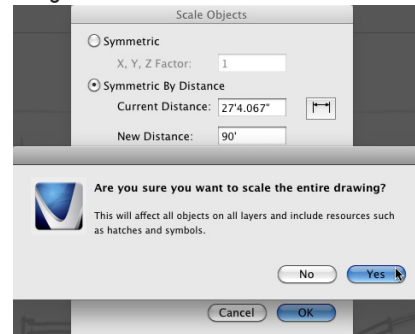 Scale Objects
Symmetric
X, Y, Z Factor: 1
Symmetric By Distance
Current Distance: 27'4.067"
New Distance: 90'
Are you sure you want to scale the entire drawing?
This will affect all objects on all layers and include resources such
as hatches and symbols.
No Yes
Cancel OK